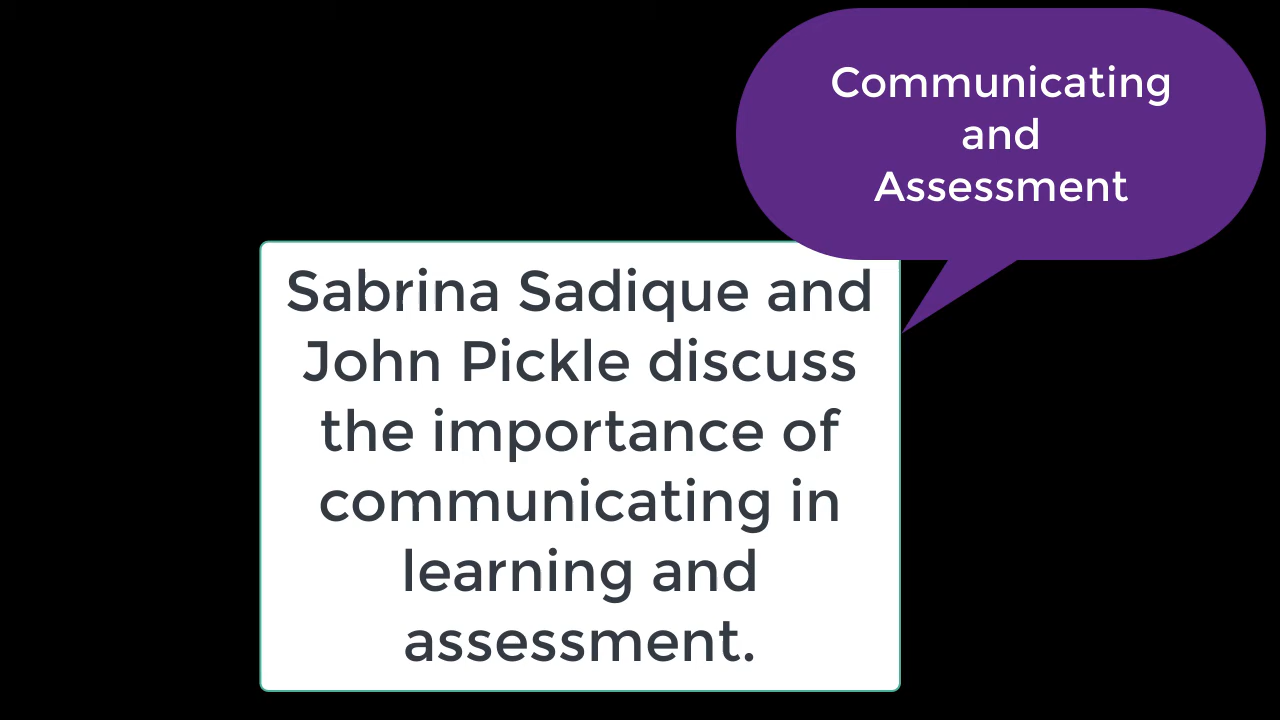 Communicating
and
Assessment
Sabrina Sadique and
John Pickle discuss
the importance of
communicating in
learning and
assessment.